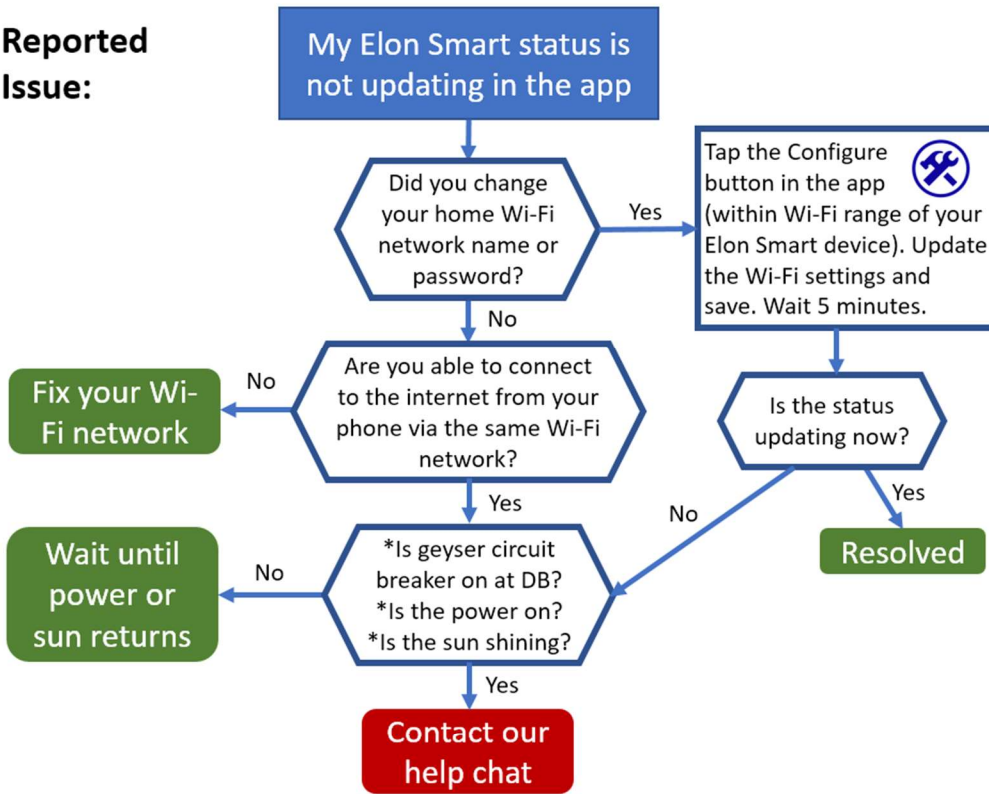 Reported
Issue:
My Elon Smart status is
not updating in the app
Did you change
your home Wi-Fi
network name or
password?
Yes
Tap the Configure
button in the app
(within Wi-Fi range of your
Elon Smart device). Update
the Wi-Fi settings and
save. Wait 5 minutes.
No
Are you able to connect
to the internet from your
phone via the same Wi-Fi
network?
No
Fix your Wi-
Fi network
Is the status
updating now?
Yes
No
Yes
Resolved
*Is geyser circuit
breaker on at DB?
*Is the power on?
*Is the sun shining?
No
Wait until
power or
sun returns
Yes
Contact our
help chat